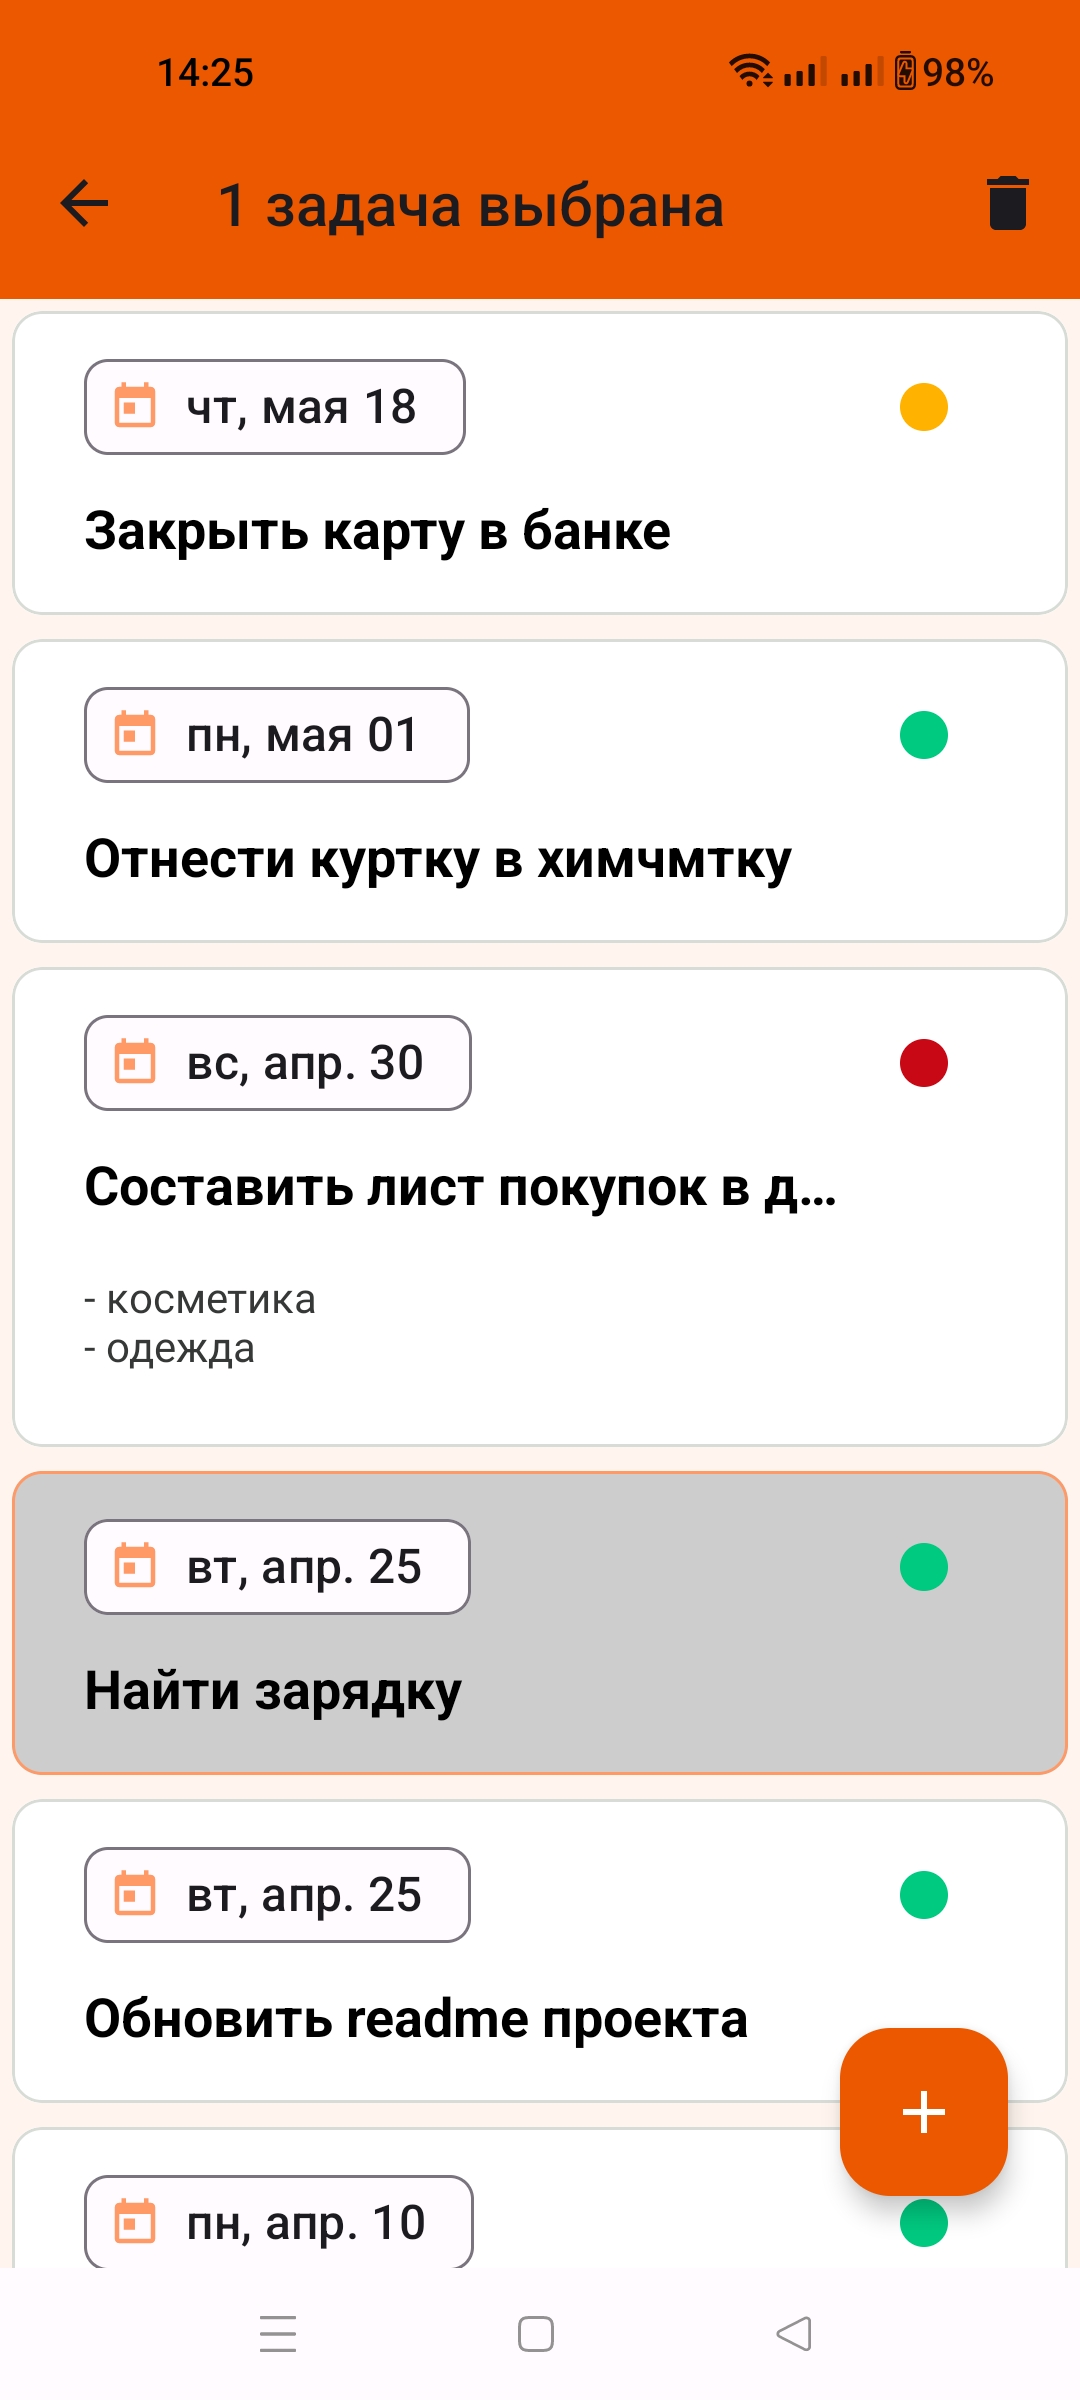 14:25
98%
1 задача выбрана
чт, мая 18
Закрыть карту в банке
пн, мая 01
Отнести куртку в химчмтку
вс, апр. 30
Составить лист покупок в д...
- косметика
- одежда
вт, апр. 25
Найти зарядку
вт, апр. 25
Обновить readme проекта
пн, апр. 10